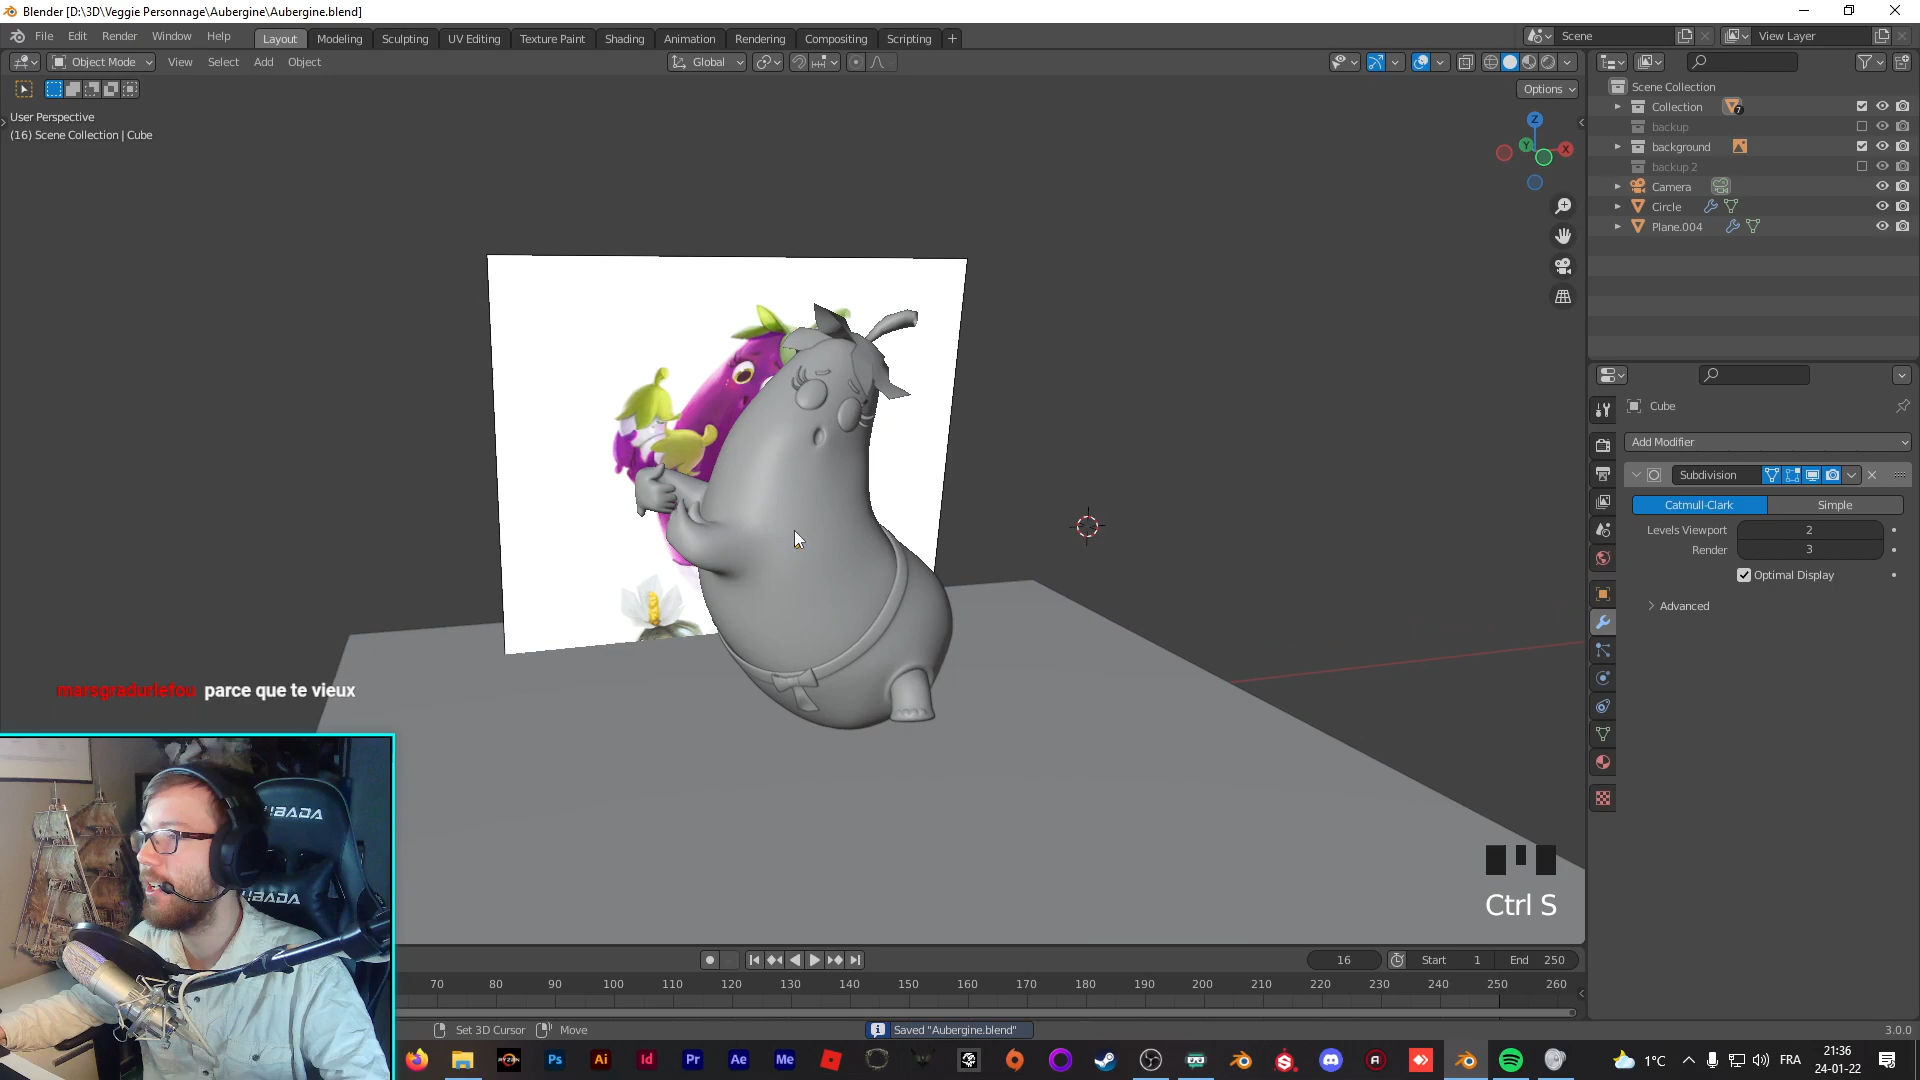 Blender [D:\3D\Veggie Personnage\Aubergine\Aubergine.blend]
File Edit Render Window Help Layout Modeling Sculpting UV Editing Texture Paint Shading Animation Rendering Compositing Scripting + Scene View Layer
Object Mode View Select Add Object Global
Options
User Perspective
(16) Scene Collection | Cube
Z
Y
X
Scene Collection
Collection 7
backup
background
backup 2
Camera
Circle
Plane.004
Cube
Add Modifier
Subdivision
Catmull-Clark Simple
Levels Viewport 2
Render 3
Optimal Display
Advanced
marsgradurlefou parce que te vieux
!BADA
!BADA
Ctrl S
16 Start 1 End 250
70 80 90 100 110 120 130 140 150 160 170 180 190 200 210 220 230 240 250 260
Set 3D Cursor Move Saved "Aubergine.blend" 3.0.0
RYZEN Ps Ai Id Pr Ae Me 1°C FRA 21:36
24-01-22